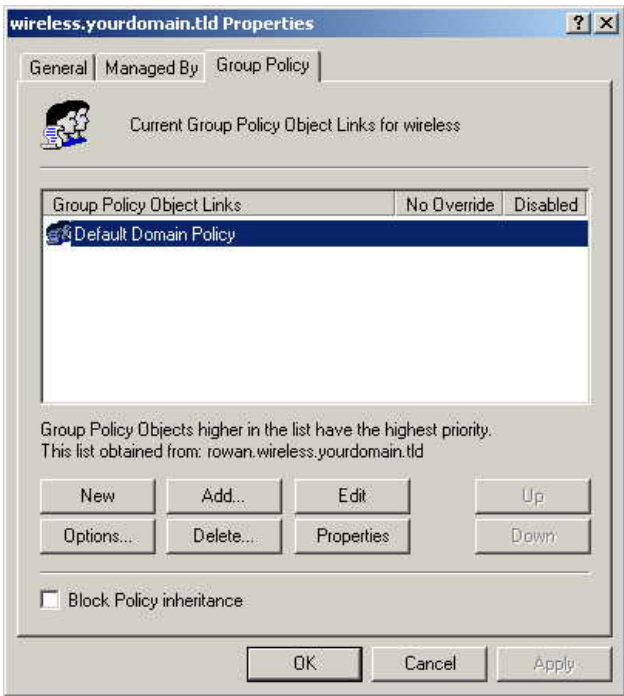 wireless.yourdomain.tld Properties
General Managed By Group Policy
Current Group Policy Object Links for wireless
Group Policy Object Links No Override Disabled
Default Domain Policy
Group Policy Objects higher in the list have the highest priority.
This list obtained from: rowan.wireless.yourdomain.tld
New Add... Edit Up
Options... Delete... Properties Down
Block Policy inheritance
OK Cancel Apply